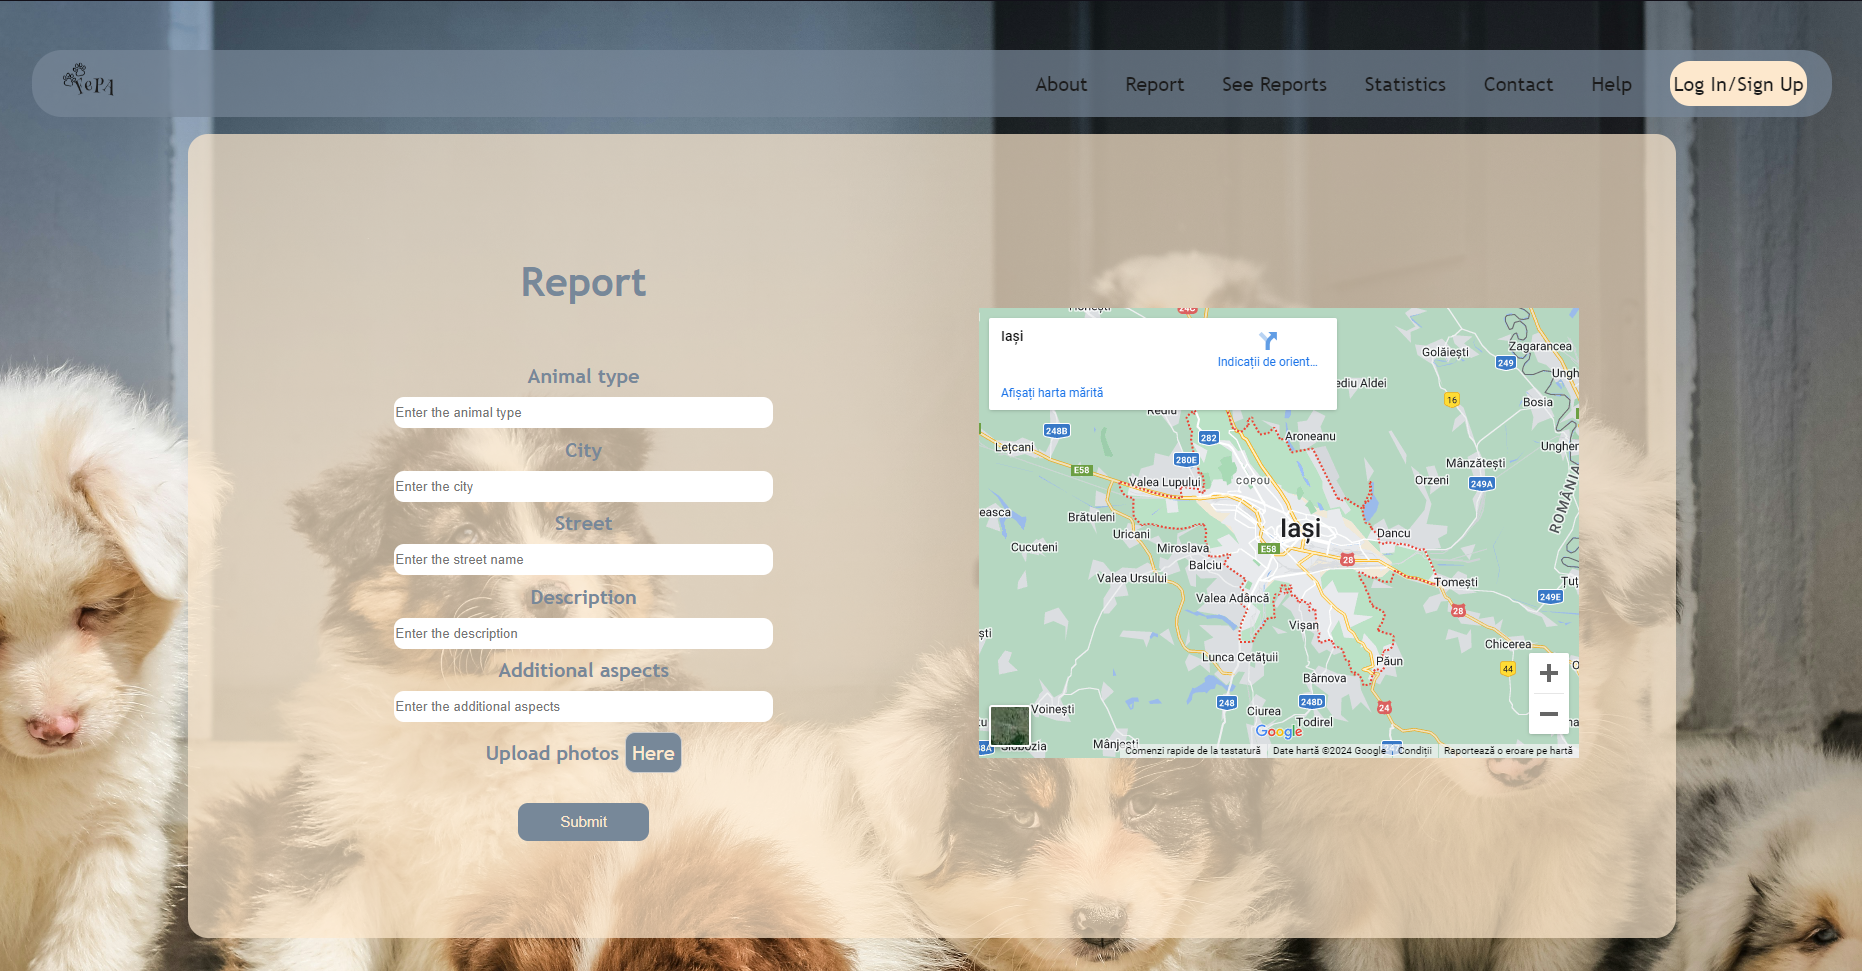 VePA
About
Report
See Reports
Statistics
Contact
Help
Log In/Sign Up
Report
Animal type
Enter the animal type
City
Enter the city
Street
Enter the street name
Description
Enter the description
Additional aspects
Enter the additional aspects
Upload photos Here
Submit
Iași
Indicații de orient...
Afișați harta mărită
Golăiești
249
Zagarancea
Ungh
ediu Aldei
16
Bosia
Rediu
248B
282
Aroneanu
Lețcani
Ungher
280E
E58
Mânzătești
Valea Lupului
COPOU
Orzeni
249A
ROMÂNIA
easca
Brătuleni
Iași
Uricani
Dancu
Cucuteni
Miroslava
E58
28
Balciu
Valea Ursului
Tomești
Valea Adâncă
249E
28
Vișan
ști
Chicerea
Lunca Cetățuii
Păun
44
Bârnova
248
248D
24
Voinești
Ciurea
Todirel
Google
Comenzi rapide de la tastatură
Date hartă ©2024 Google
Condiții
Raportează o eroare pe hartă